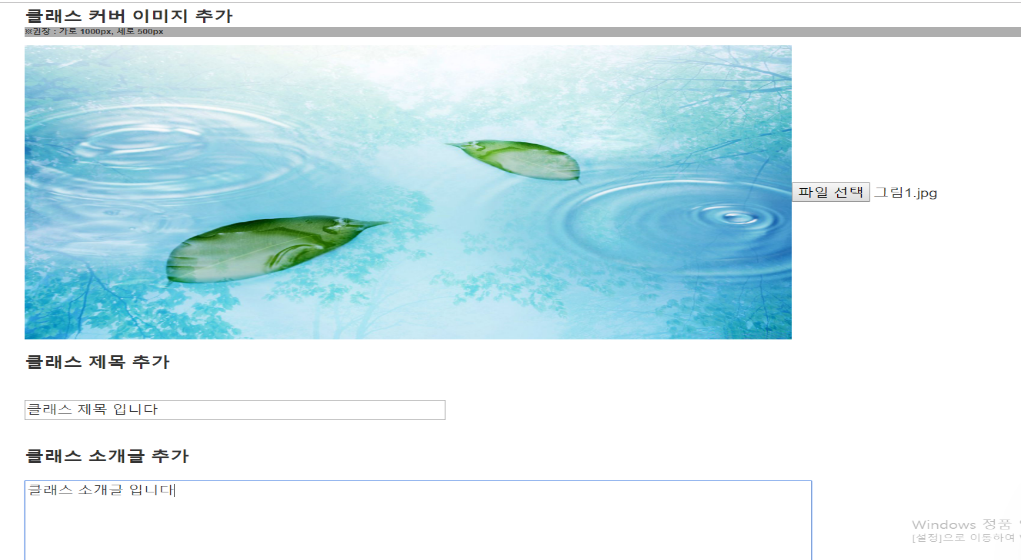 클래스 커버 이미지 추가
※권장 : 가로 1000px, 세로 500px
파일 선택 그림1.jpg
클래스 제목 추가
클래스 제목 입니다
클래스 소개글 추가
클래스 소개글 입니다
Windows 정품
[설정]으로 이동하여